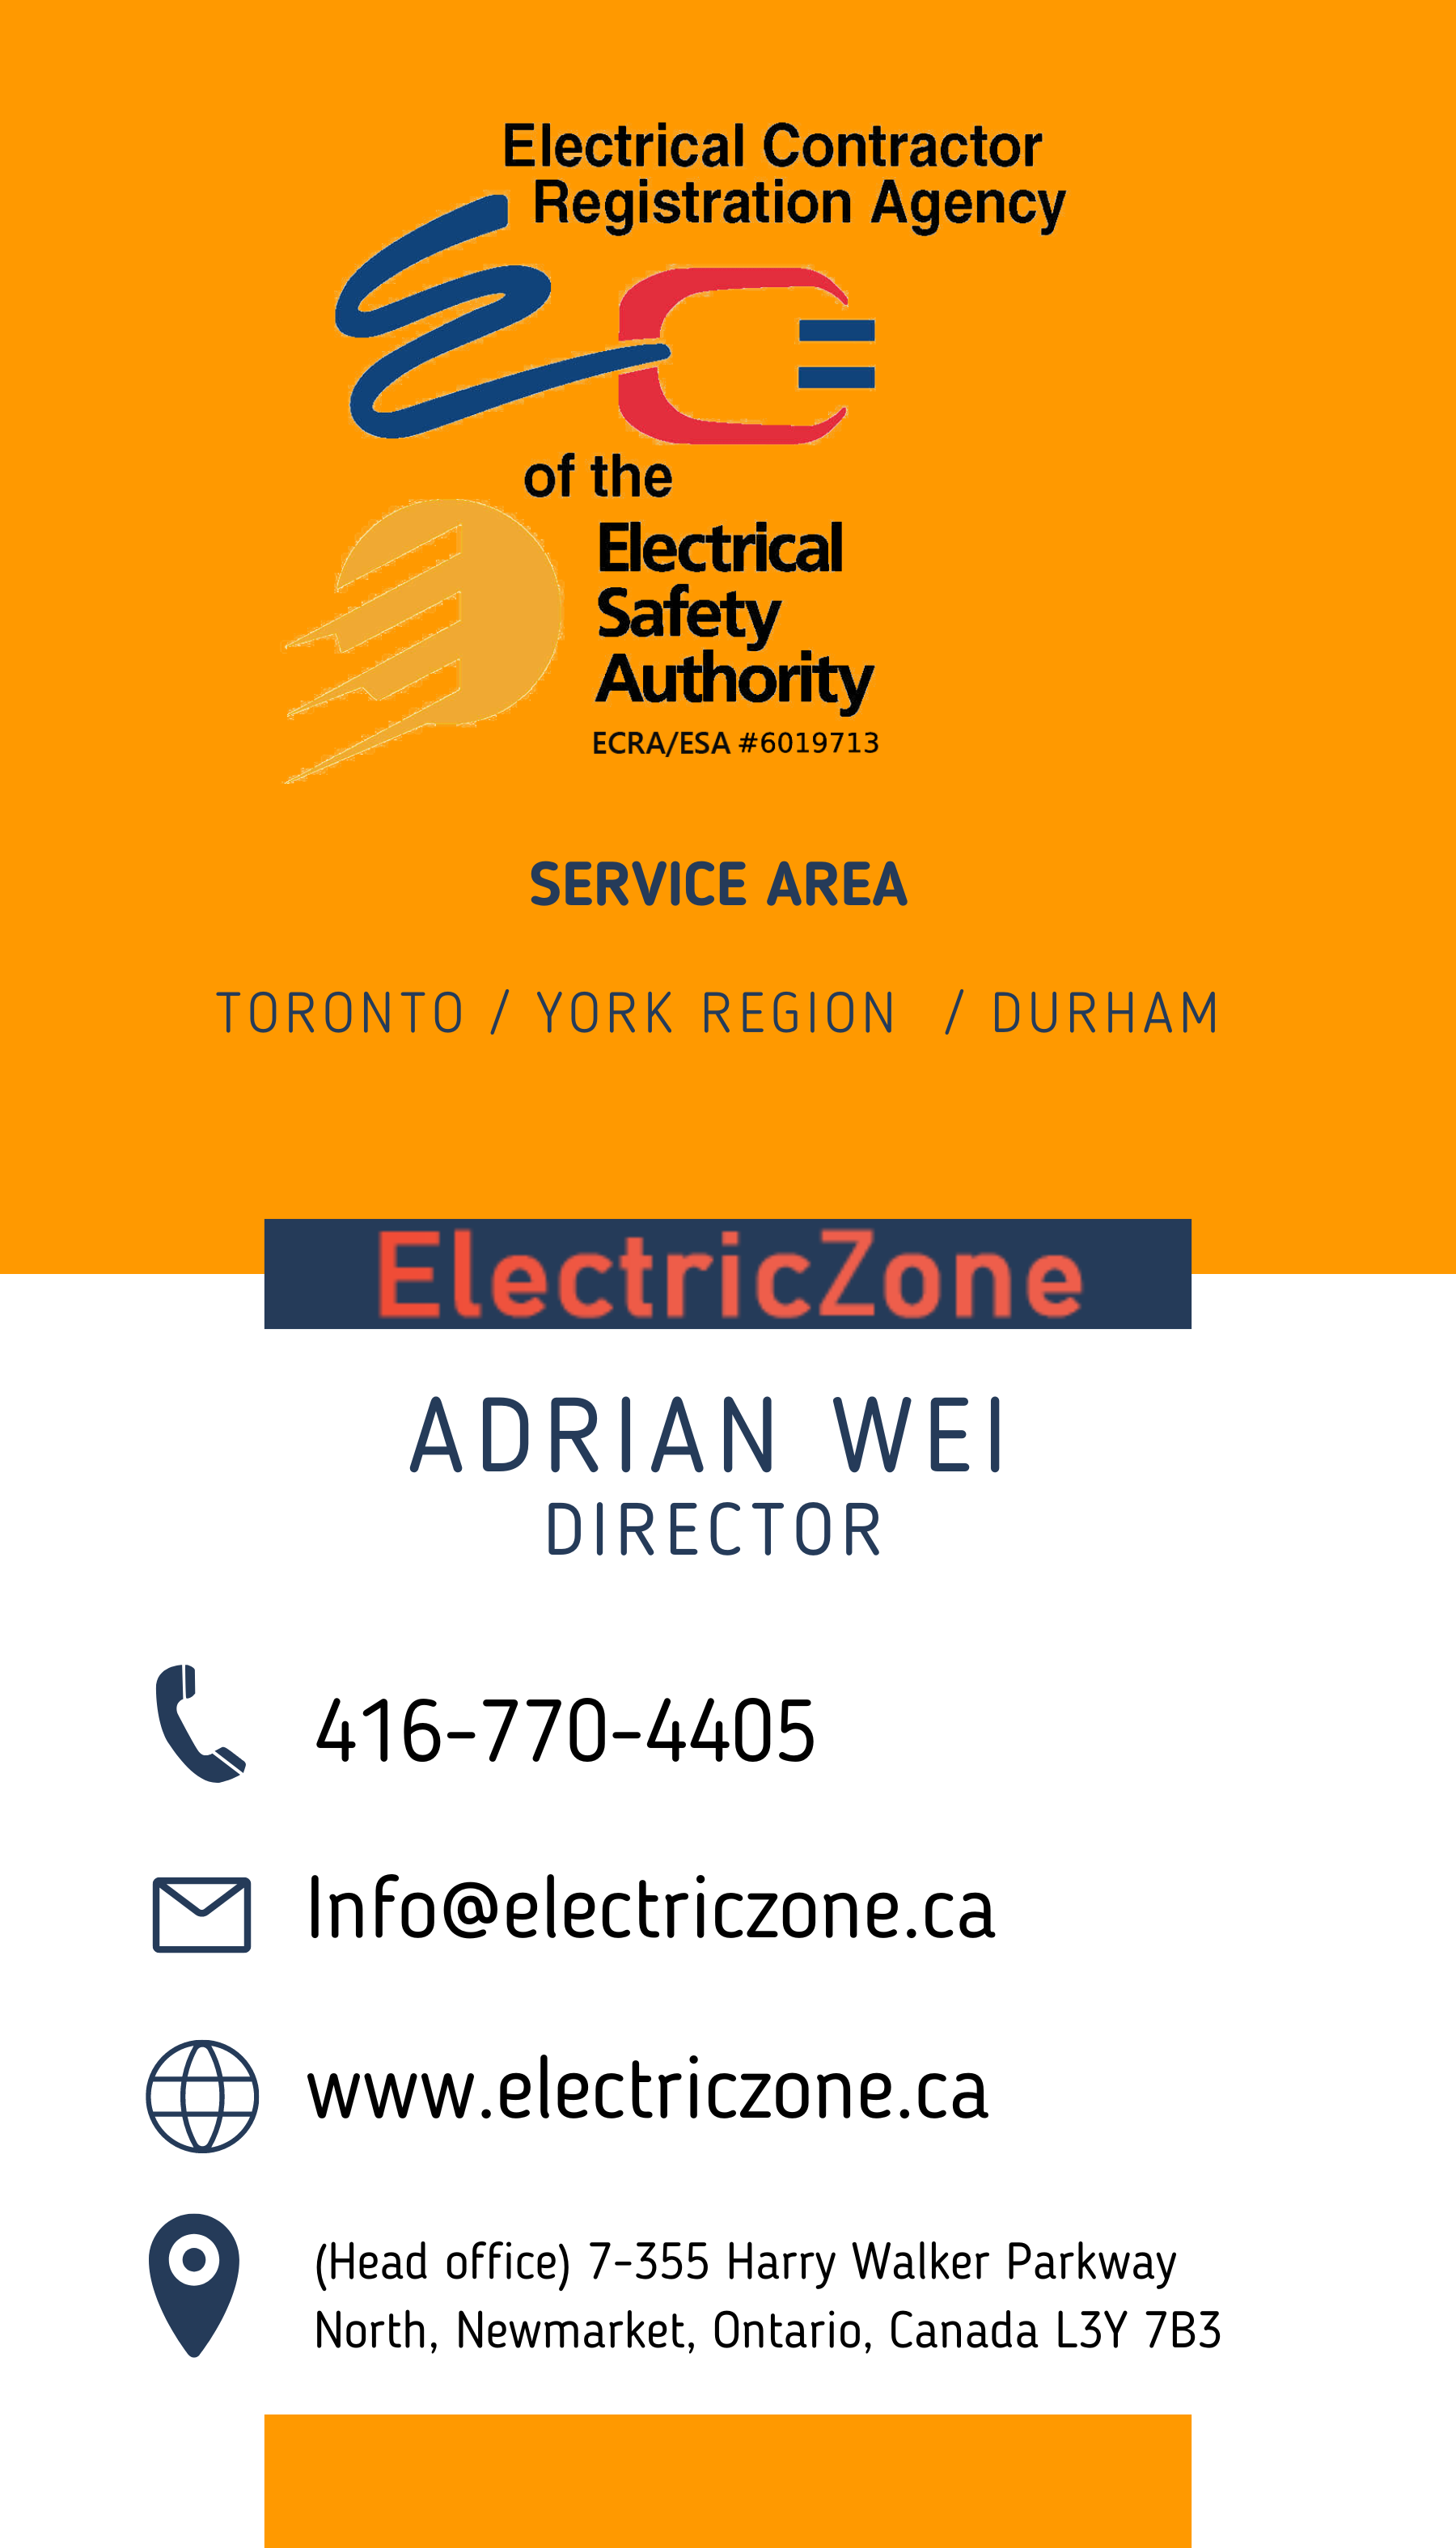 Electrical Contractor
Registration Agency
of the
Electrical
Safety
Authority
ECRA/ESA #6019713
SERVICE AREA
TORONTO / YORK REGION / DURHAM
ElectricZone
ADRIAN WEI
DIRECTOR
416-770-4405
Info@electriczone.ca
www.electriczone.ca
(Head office) 7-355 Harry Walker Parkway
North, Newmarket, Ontario, Canada L3Y 7B3